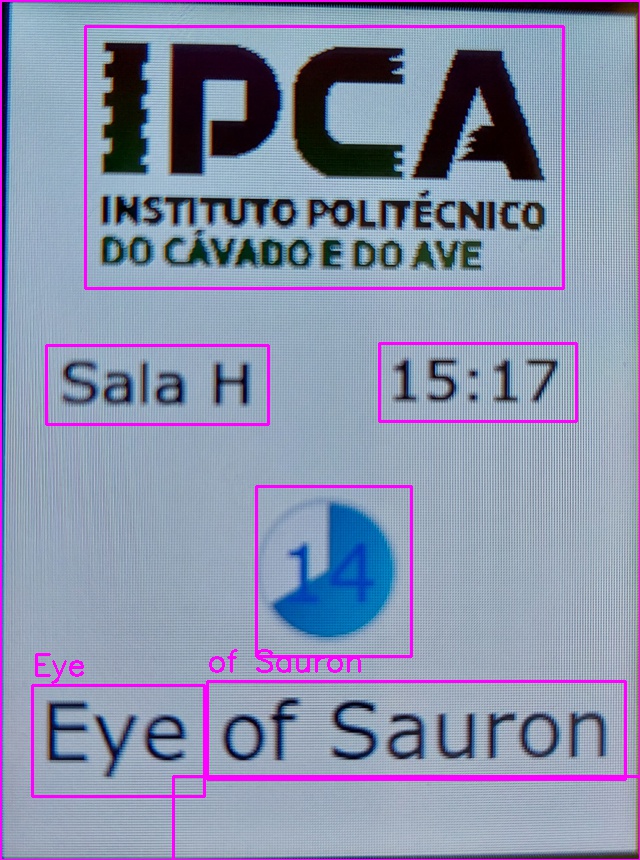 IPCA
INSTITUTO POLITÉCNICO
DO CÁVADO E DO AVE
Sala H 15:17
14
Eye of Sauron
Eye of Sauron